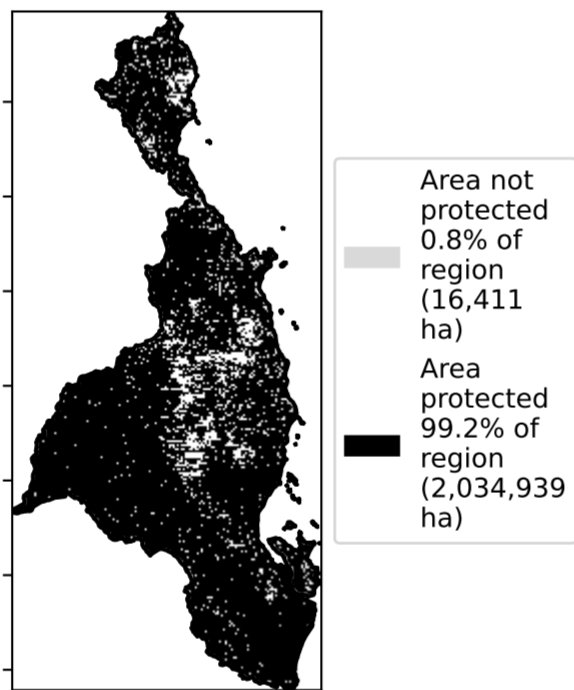 Area not
protected
0.8% of
region
(16,411
ha)
Area
protected
99.2% of
region
(2,034,939
ha)